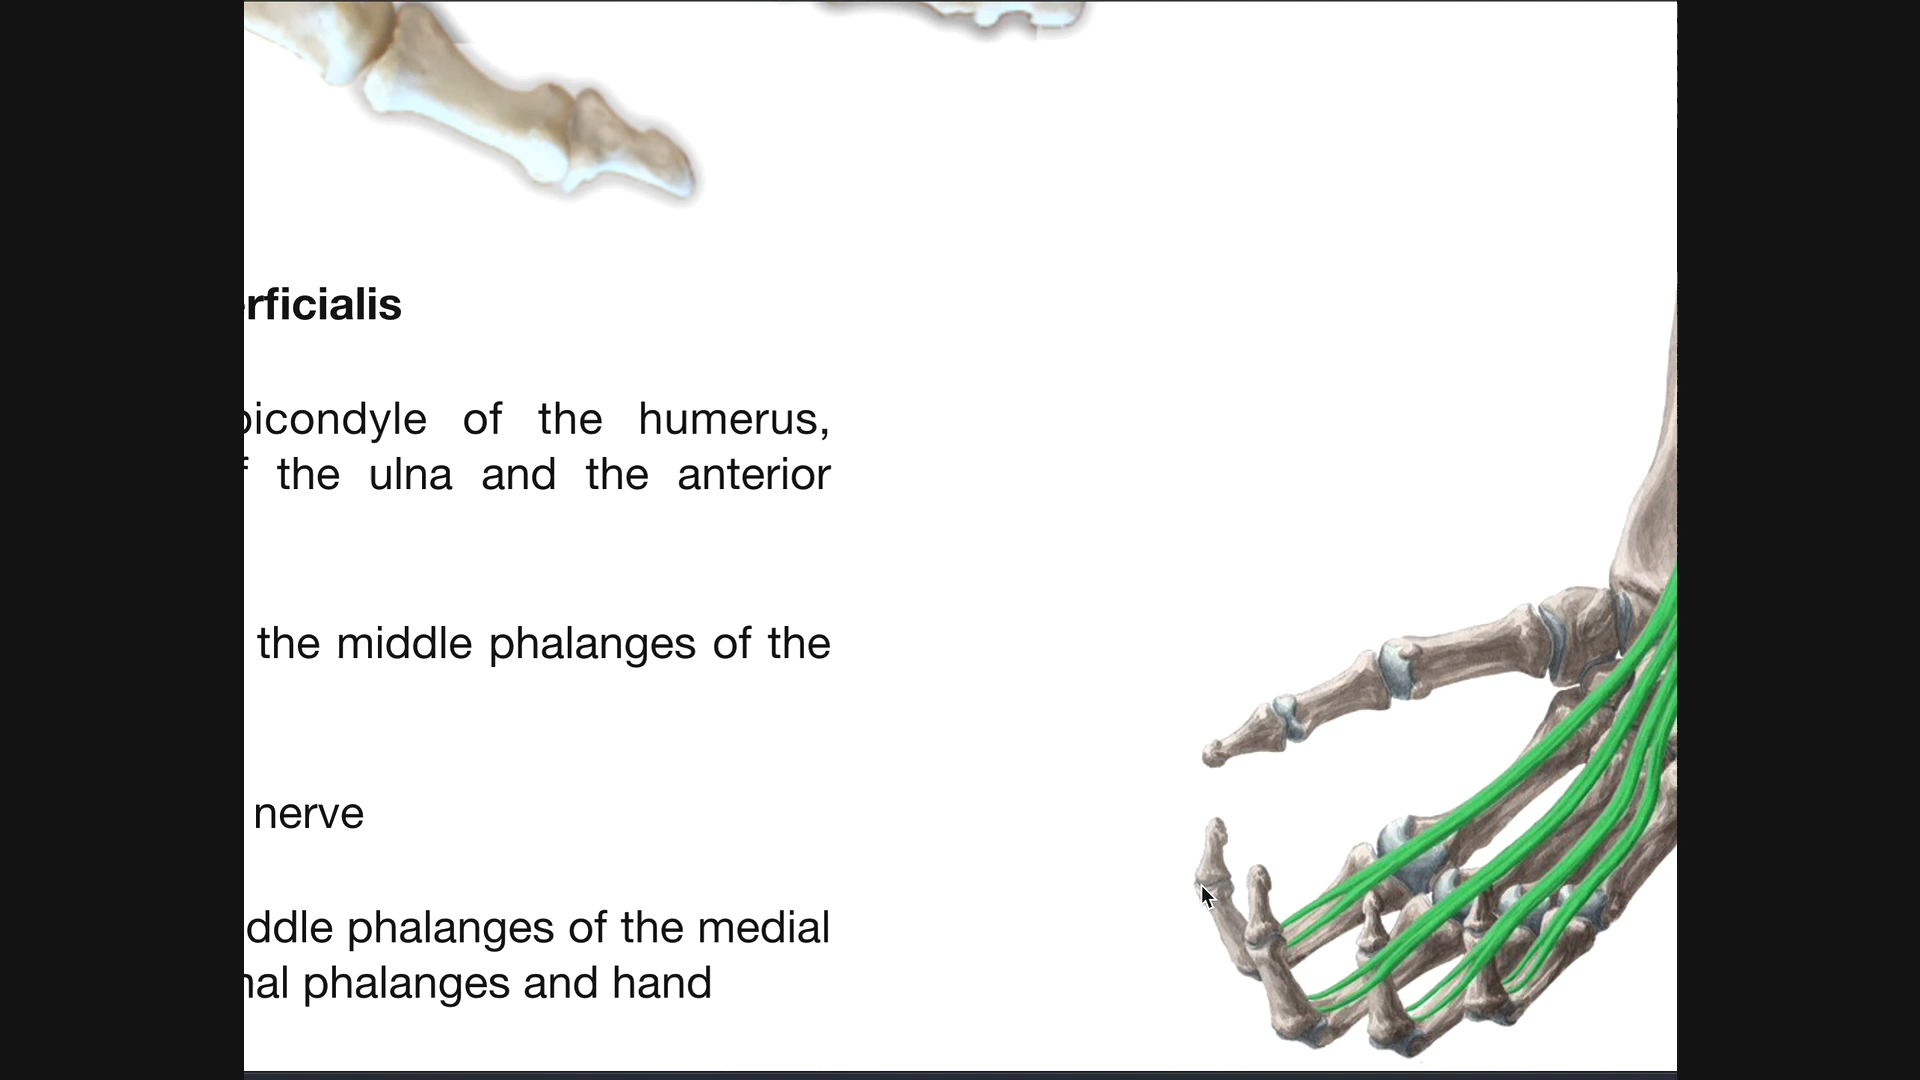 rficialis
picondyle of the humerus,
the ulna and the anterior
the middle phalanges of the
nerve
ddle phalanges of the medial
nal phalanges and hand